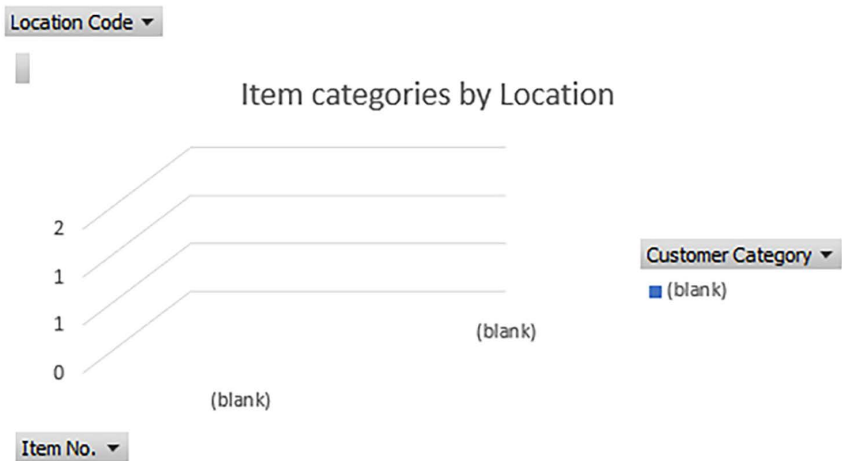 Location Code
Item categories by Location
2
1
1
0
Customer Category
(blank)
(blank)
(blank)
Item No.